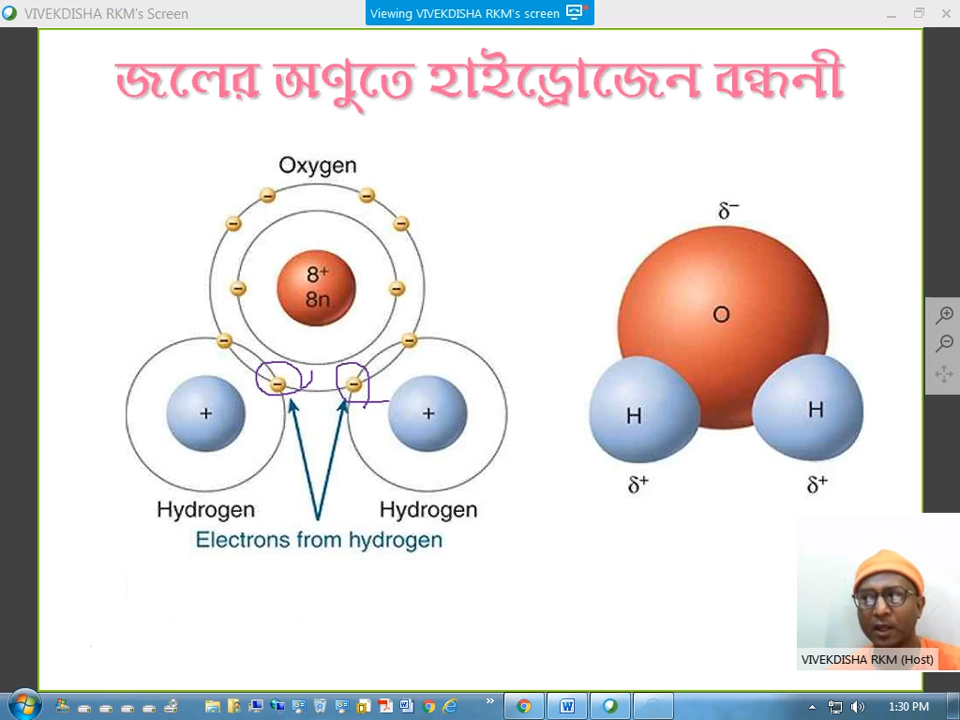 VIVEKDISHA RKM's Screen
Viewing VIVEKDISHA RKM's screen
জলের অণুতে হাইড্রোজেন বন্ধনী
Oxygen
8+
8n
+
+
Hydrogen
Hydrogen
Electrons from hydrogen
δ−
O
H
H
δ+
δ+
VIVEKDISHA RKM (Host)
1:30 PM